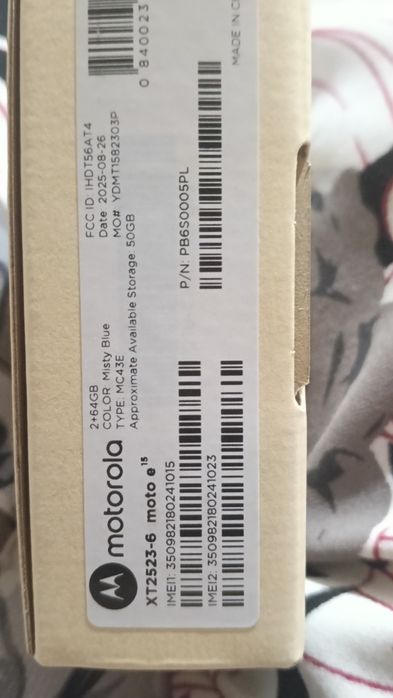 motorola
2+64GB
COLOR Misty Blue
TYPE: MC43E
Approximate Available Storage: 50GB
FCC ID: IHDT56AT4
Date 2025-08-26
MO# YDMT1582303P
XT2523-6 moto e¹⁵
IMEI1: 350982180241015
IMEI2: 350982180241023
P/N: PB6S0005PL
0 840023
MADE IN